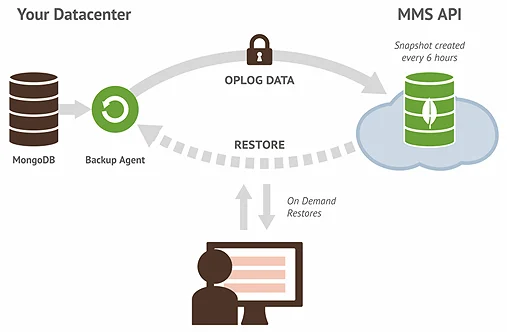 Your Datacenter
MMS API
Snapshot created
every 6 hours
OPLOG DATA
MongoDB
Backup Agent
RESTORE
On Demand
Restores